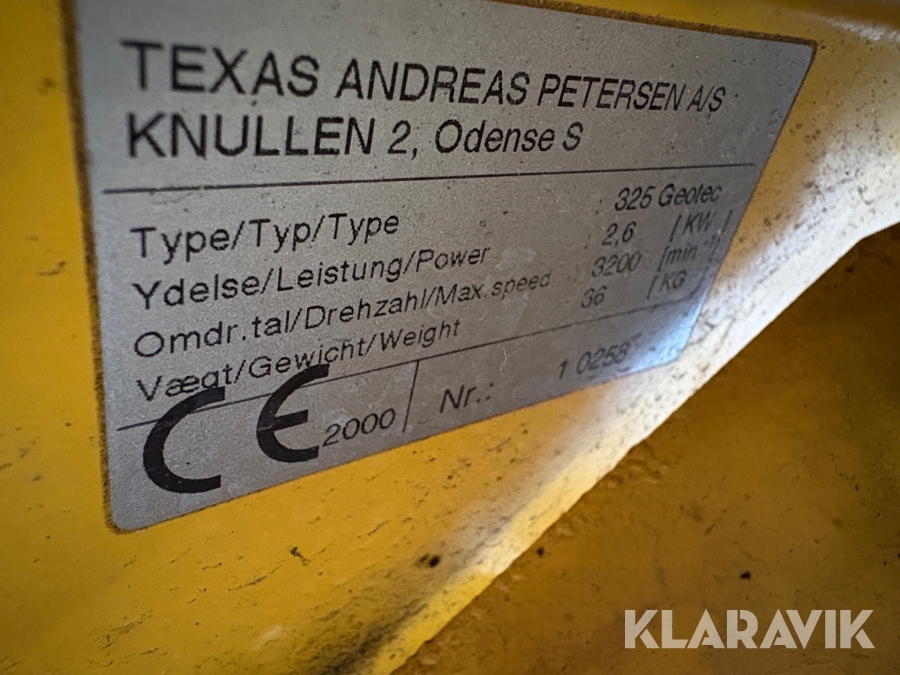 TEXAS ANDREAS PETERSEN A/S
KNULLEN 2, Odense S
Type/Typ/Type : 325 Geotec
Ydelse/Leistung/Power : 2,6 [KW]
Omdr.tal/Drehzahl/Max.speed : 3200 [min⁻¹]
Vægt/Gewicht/Weight 36 [KG]
CE 2000 Nr.: 1 0258
KLARAVIK